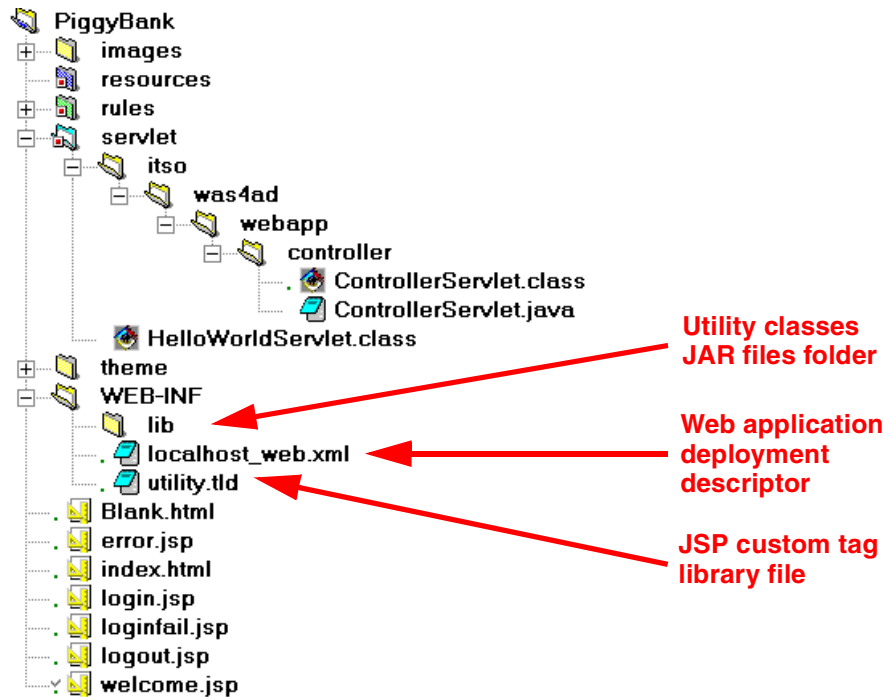 PiggyBank
images
resources
rules
servlet
itso
was4ad
webapp
controller
ControllerServlet.class
ControllerServlet.java
HelloWorldServlet.class
theme
WEB-INF
lib
localhost_web.xml
utility.tld
Blank.html
error.jsp
index.html
login.jsp
loginfail.jsp
logout.jsp
welcome.jsp
Utility classes
JAR files folder
Web application
deployment
descriptor
JSP custom tag
library file